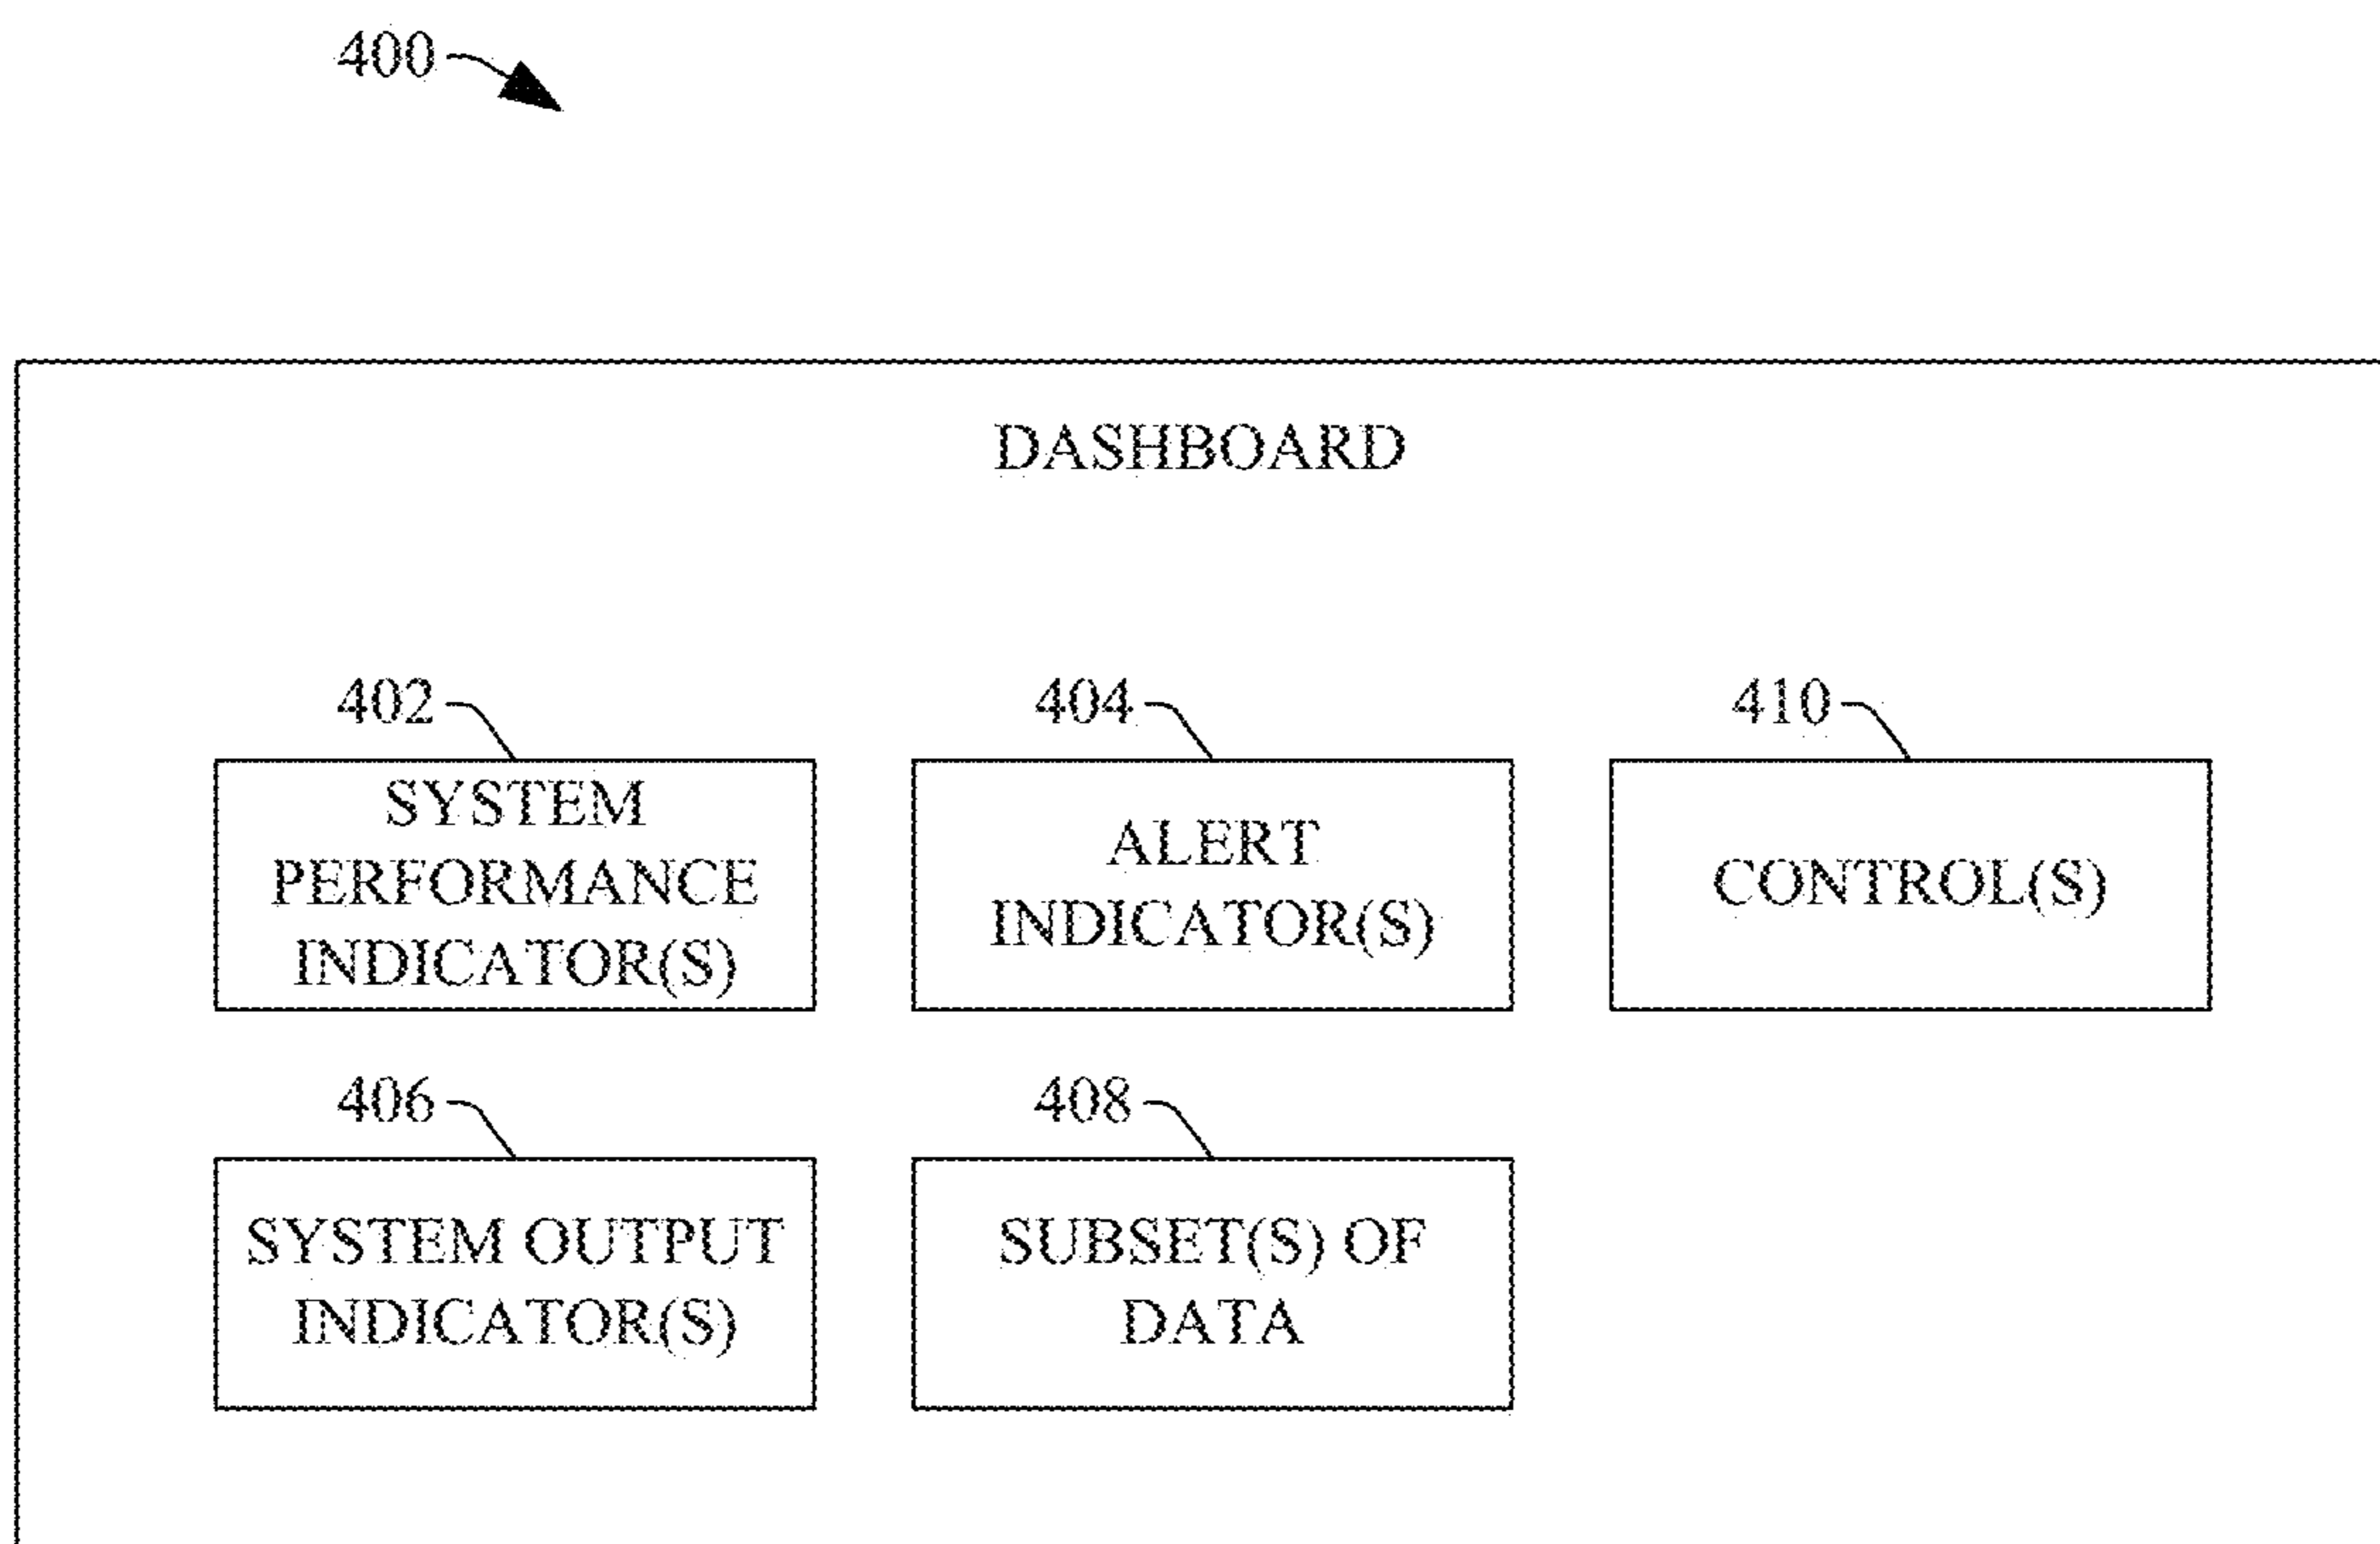 400
DASHBOARD
402
SYSTEM
PERFORMANCE
INDICATOR(S)
404
ALERT
INDICATOR(S)
410
CONTROL(S)
406
SYSTEM OUTPUT
INDICATOR(S)
408
SUBSET(S) OF
DATA